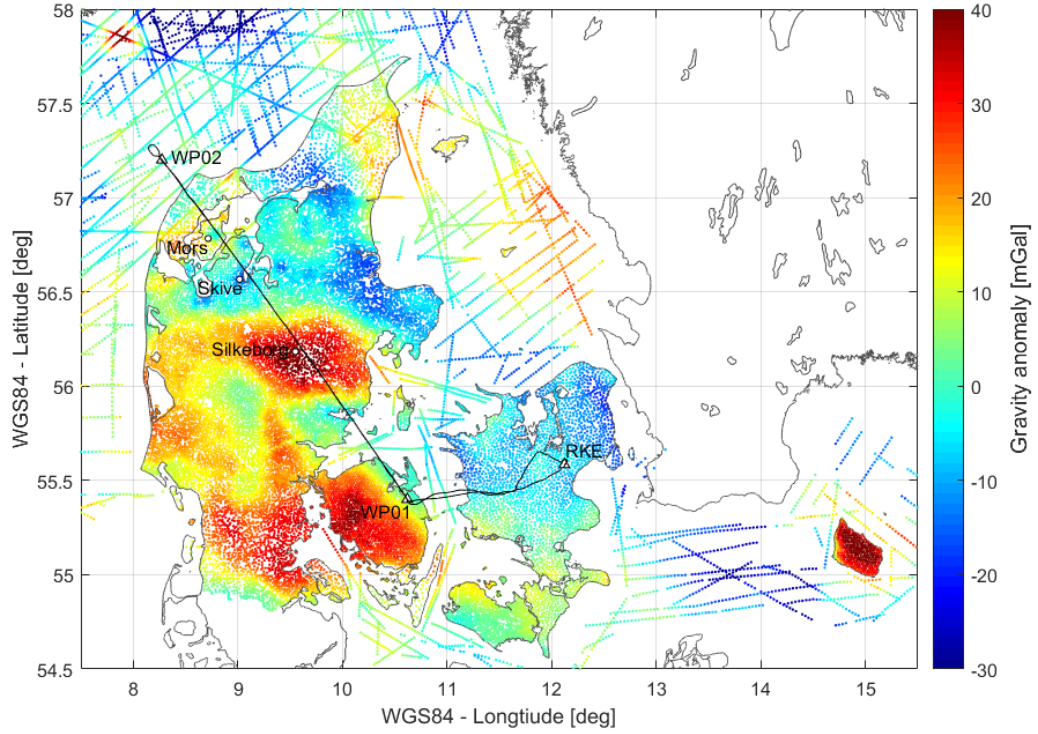 58
57.5
57
56.5
56
55.5
55
54.5
WGS84 - Latitude [deg]
WP02
Mors
Skive
Silkeborg
RKE
WP01
8
9
10
11
12
13
14
15
WGS84 - Longtiude [deg]
40
30
20
10
0
-10
-20
-30
Gravity anomaly [mGal]